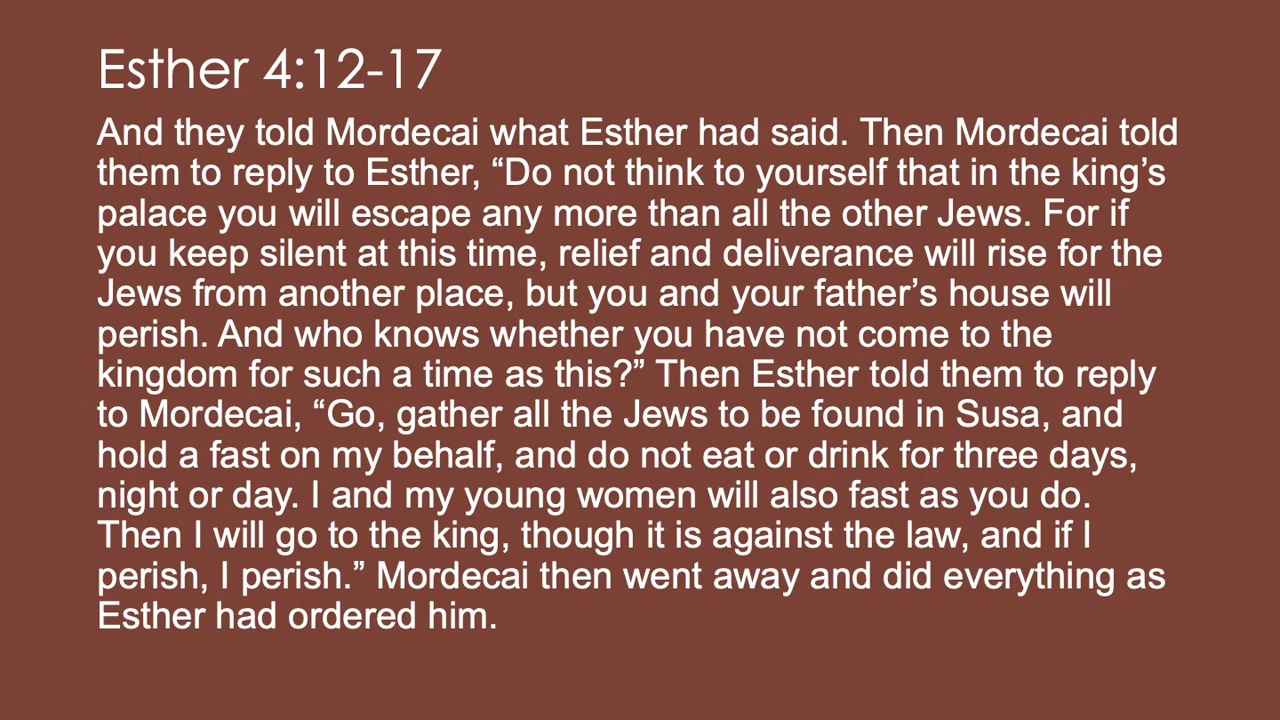 Esther 4:12-17
And they told Mordecai what Esther had said. Then Mordecai told
them to reply to Esther, “Do not think to yourself that in the king’s
palace you will escape any more than all the other Jews. For if
you keep silent at this time, relief and deliverance will rise for the
Jews from another place, but you and your father’s house will
perish. And who knows whether you have not come to the
kingdom for such a time as this?” Then Esther told them to reply
to Mordecai, “Go, gather all the Jews to be found in Susa, and
hold a fast on my behalf, and do not eat or drink for three days,
night or day. I and my young women will also fast as you do.
Then I will go to the king, though it is against the law, and if I
perish, I perish.” Mordecai then went away and did everything as
Esther had ordered him.